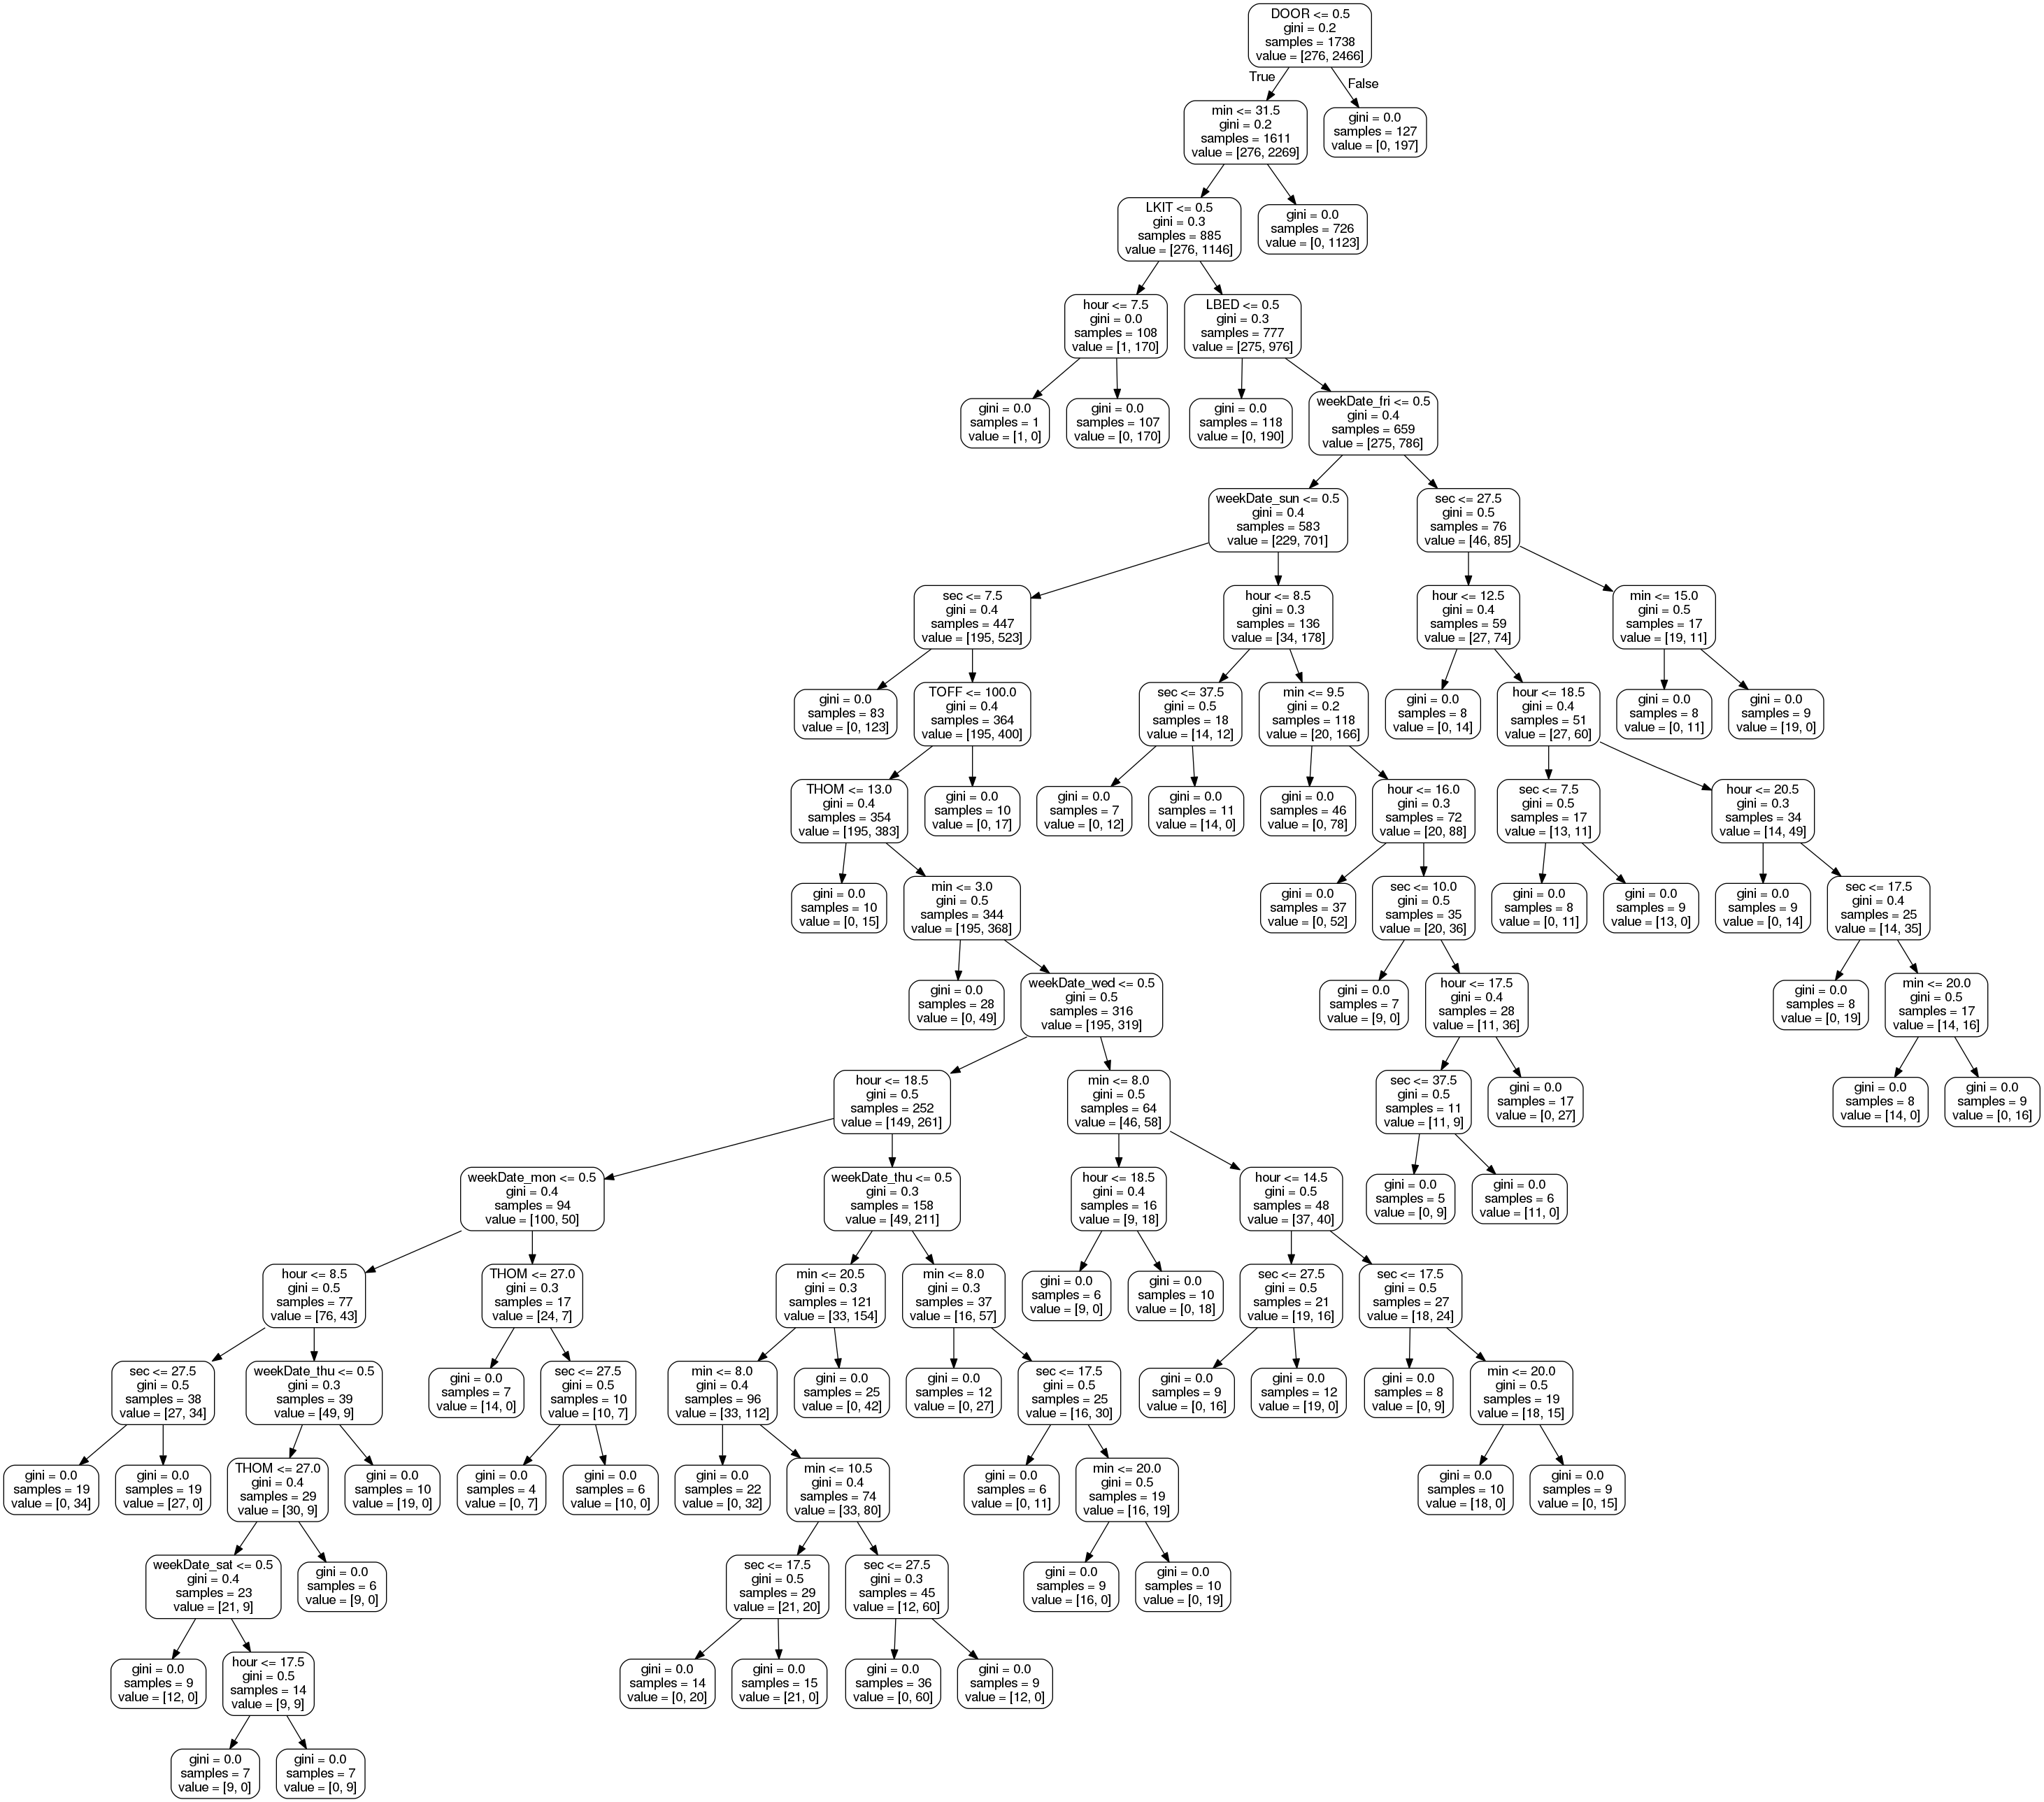 DOOR <= 0.5
gini = 0.2
samples = 1738
value = [276, 2466]
True
False
min <= 31.5
gini = 0.2
samples = 1611
value = [276, 2269]
gini = 0.0
samples = 127
value = [0, 197]
LKIT <= 0.5
gini = 0.3
samples = 885
value = [276, 1146]
gini = 0.0
samples = 726
value = [0, 1123]
hour <= 7.5
gini = 0.0
samples = 108
value = [1, 170]
LBED <= 0.5
gini = 0.3
samples = 777
value = [275, 976]
gini = 0.0
samples = 1
value = [1, 0]
gini = 0.0
samples = 107
value = [0, 170]
gini = 0.0
samples = 118
value = [0, 190]
weekDate_fri <= 0.5
gini = 0.4
samples = 659
value = [275, 786]
weekDate_sun <= 0.5
gini = 0.4
samples = 583
value = [229, 701]
sec <= 27.5
gini = 0.5
samples = 76
value = [46, 85]
sec <= 7.5
gini = 0.4
samples = 447
value = [195, 523]
hour <= 8.5
gini = 0.3
samples = 136
value = [34, 178]
hour <= 12.5
gini = 0.4
samples = 59
value = [27, 74]
min <= 15.0
gini = 0.5
samples = 17
value = [19, 11]
gini = 0.0
samples = 83
value = [0, 123]
TOFF <= 100.0
gini = 0.4
samples = 364
value = [195, 400]
sec <= 37.5
gini = 0.5
samples = 18
value = [14, 12]
min <= 9.5
gini = 0.2
samples = 118
value = [20, 166]
gini = 0.0
samples = 8
value = [0, 14]
hour <= 18.5
gini = 0.4
samples = 51
value = [27, 60]
gini = 0.0
samples = 8
value = [0, 11]
gini = 0.0
samples = 9
value = [19, 0]
THOM <= 13.0
gini = 0.4
samples = 354
value = [195, 383]
gini = 0.0
samples = 10
value = [0, 17]
gini = 0.0
samples = 7
value = [0, 12]
gini = 0.0
samples = 11
value = [14, 0]
gini = 0.0
samples = 46
value = [0, 78]
hour <= 16.0
gini = 0.3
samples = 72
value = [20, 88]
sec <= 7.5
gini = 0.5
samples = 17
value = [13, 11]
hour <= 20.5
gini = 0.3
samples = 34
value = [14, 49]
gini = 0.0
samples = 10
value = [0, 15]
min <= 3.0
gini = 0.5
samples = 344
value = [195, 368]
gini = 0.0
samples = 37
value = [0, 52]
sec <= 10.0
gini = 0.5
samples = 35
value = [20, 36]
gini = 0.0
samples = 8
value = [0, 11]
gini = 0.0
samples = 9
value = [13, 0]
gini = 0.0
samples = 9
value = [0, 14]
sec <= 17.5
gini = 0.4
samples = 25
value = [14, 35]
gini = 0.0
samples = 28
value = [0, 49]
weekDate_wed <= 0.5
gini = 0.5
samples = 316
value = [195, 319]
gini = 0.0
samples = 7
value = [9, 0]
hour <= 17.5
gini = 0.4
samples = 28
value = [11, 36]
gini = 0.0
samples = 8
value = [0, 19]
min <= 20.0
gini = 0.5
samples = 17
value = [14, 16]
hour <= 18.5
gini = 0.5
samples = 252
value = [149, 261]
min <= 8.0
gini = 0.5
samples = 64
value = [46, 58]
sec <= 37.5
gini = 0.5
samples = 11
value = [11, 9]
gini = 0.0
samples = 17
value = [0, 27]
gini = 0.0
samples = 8
value = [14, 0]
gini = 0.0
samples = 9
value = [0, 16]
weekDate_mon <= 0.5
gini = 0.4
samples = 94
value = [100, 50]
weekDate_thu <= 0.5
gini = 0.3
samples = 158
value = [49, 211]
hour <= 18.5
gini = 0.4
samples = 16
value = [9, 18]
hour <= 14.5
gini = 0.5
samples = 48
value = [37, 40]
gini = 0.0
samples = 5
value = [0, 9]
gini = 0.0
samples = 6
value = [11, 0]
hour <= 8.5
gini = 0.5
samples = 77
value = [76, 43]
THOM <= 27.0
gini = 0.3
samples = 17
value = [24, 7]
min <= 20.5
gini = 0.3
samples = 121
value = [33, 154]
min <= 8.0
gini = 0.3
samples = 37
value = [16, 57]
gini = 0.0
samples = 6
value = [9, 0]
gini = 0.0
samples = 10
value = [0, 18]
sec <= 27.5
gini = 0.5
samples = 21
value = [19, 16]
sec <= 17.5
gini = 0.5
samples = 27
value = [18, 24]
sec <= 27.5
gini = 0.5
samples = 38
value = [27, 34]
weekDate_thu <= 0.5
gini = 0.3
samples = 39
value = [49, 9]
gini = 0.0
samples = 7
value = [14, 0]
sec <= 27.5
gini = 0.5
samples = 10
value = [10, 7]
min <= 8.0
gini = 0.4
samples = 96
value = [33, 112]
gini = 0.0
samples = 25
value = [0, 42]
gini = 0.0
samples = 12
value = [0, 27]
sec <= 17.5
gini = 0.5
samples = 25
value = [16, 30]
gini = 0.0
samples = 9
value = [0, 16]
gini = 0.0
samples = 12
value = [19, 0]
gini = 0.0
samples = 8
value = [0, 9]
min <= 20.0
gini = 0.5
samples = 19
value = [18, 15]
gini = 0.0
samples = 19
value = [0, 34]
gini = 0.0
samples = 19
value = [27, 0]
THOM <= 27.0
gini = 0.4
samples = 29
value = [30, 9]
gini = 0.0
samples = 10
value = [19, 0]
gini = 0.0
samples = 4
value = [0, 7]
gini = 0.0
samples = 6
value = [10, 0]
gini = 0.0
samples = 22
value = [0, 32]
min <= 10.5
gini = 0.4
samples = 74
value = [33, 80]
gini = 0.0
samples = 6
value = [0, 11]
min <= 20.0
gini = 0.5
samples = 19
value = [16, 19]
gini = 0.0
samples = 10
value = [18, 0]
gini = 0.0
samples = 9
value = [0, 15]
weekDate_sat <= 0.5
gini = 0.4
samples = 23
value = [21, 9]
gini = 0.0
samples = 6
value = [9, 0]
sec <= 17.5
gini = 0.5
samples = 29
value = [21, 20]
sec <= 27.5
gini = 0.3
samples = 45
value = [12, 60]
gini = 0.0
samples = 9
value = [16, 0]
gini = 0.0
samples = 10
value = [0, 19]
gini = 0.0
samples = 9
value = [12, 0]
hour <= 17.5
gini = 0.5
samples = 14
value = [9, 9]
gini = 0.0
samples = 14
value = [0, 20]
gini = 0.0
samples = 15
value = [21, 0]
gini = 0.0
samples = 36
value = [0, 60]
gini = 0.0
samples = 9
value = [12, 0]
gini = 0.0
samples = 7
value = [9, 0]
gini = 0.0
samples = 7
value = [0, 9]